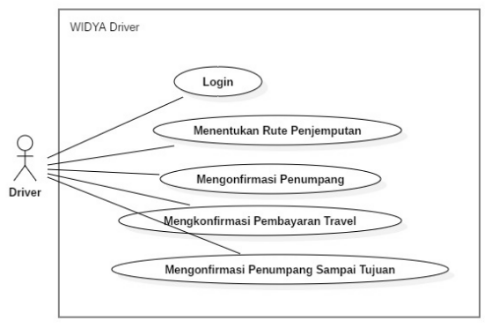 WIDYA Driver
Login
Menentukan Rute Penjemputan
Mengonfirmasi Penumpang
Driver
Mengkonfirmasi Pembayaran Travel
Mengonfirmasi Penumpang Sampai Tujuan